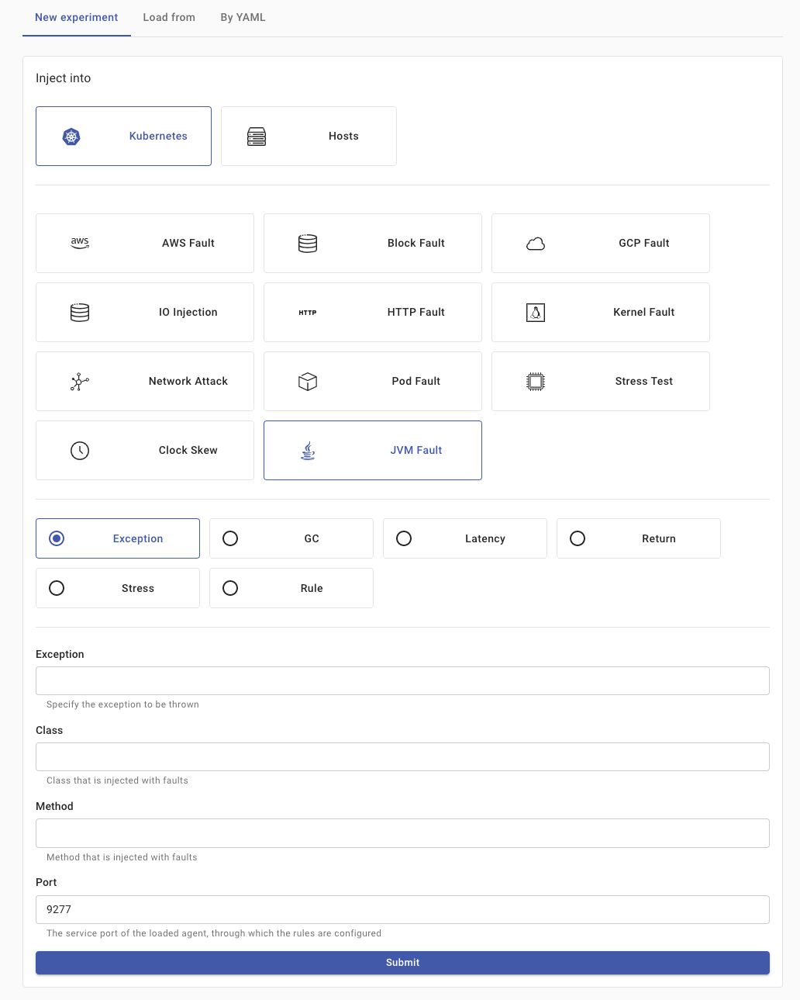 New experiment Load from By YAML
Inject into
Kubernetes Hosts
aws AWS Fault Block Fault GCP Fault
IO Injection HTTP HTTP Fault Kernel Fault
Network Attack Pod Fault Stress Test
Clock Skew JVM Fault
Exception GC Latency Return
Stress Rule
Exception
Specify the exception to be thrown
Class
Class that is injected with faults
Method
Method that is injected with faults
Port
9277
The service port of the loaded agent, through which the rules are configured
Submit